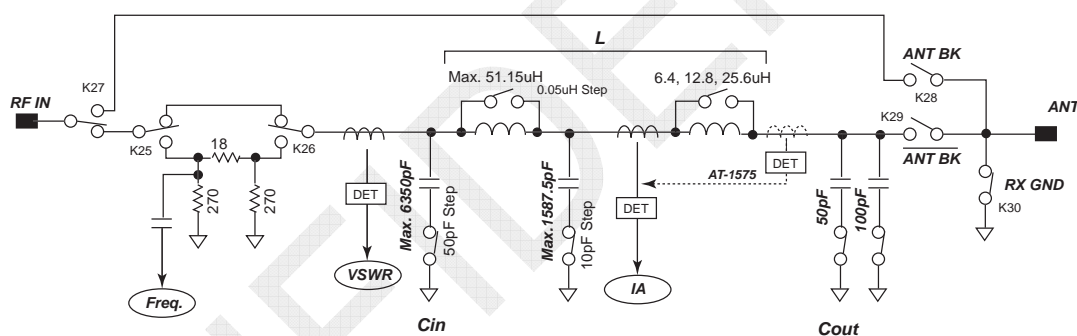 L
ANT BK
K27
Max. 51.15uH
0.05uH Step
6.4, 12.8, 25.6uH
K28
RF IN
ANT
K29
K25
18
K26
ANT BK
270
270
DET
DET
AT-1575
DET
RX GND
K30
Max. 6350pF
50pF Step
Max.1587.5pF
10pF Step
50pF
100pF
Freq.
VSWR
IA
Cin
Cout